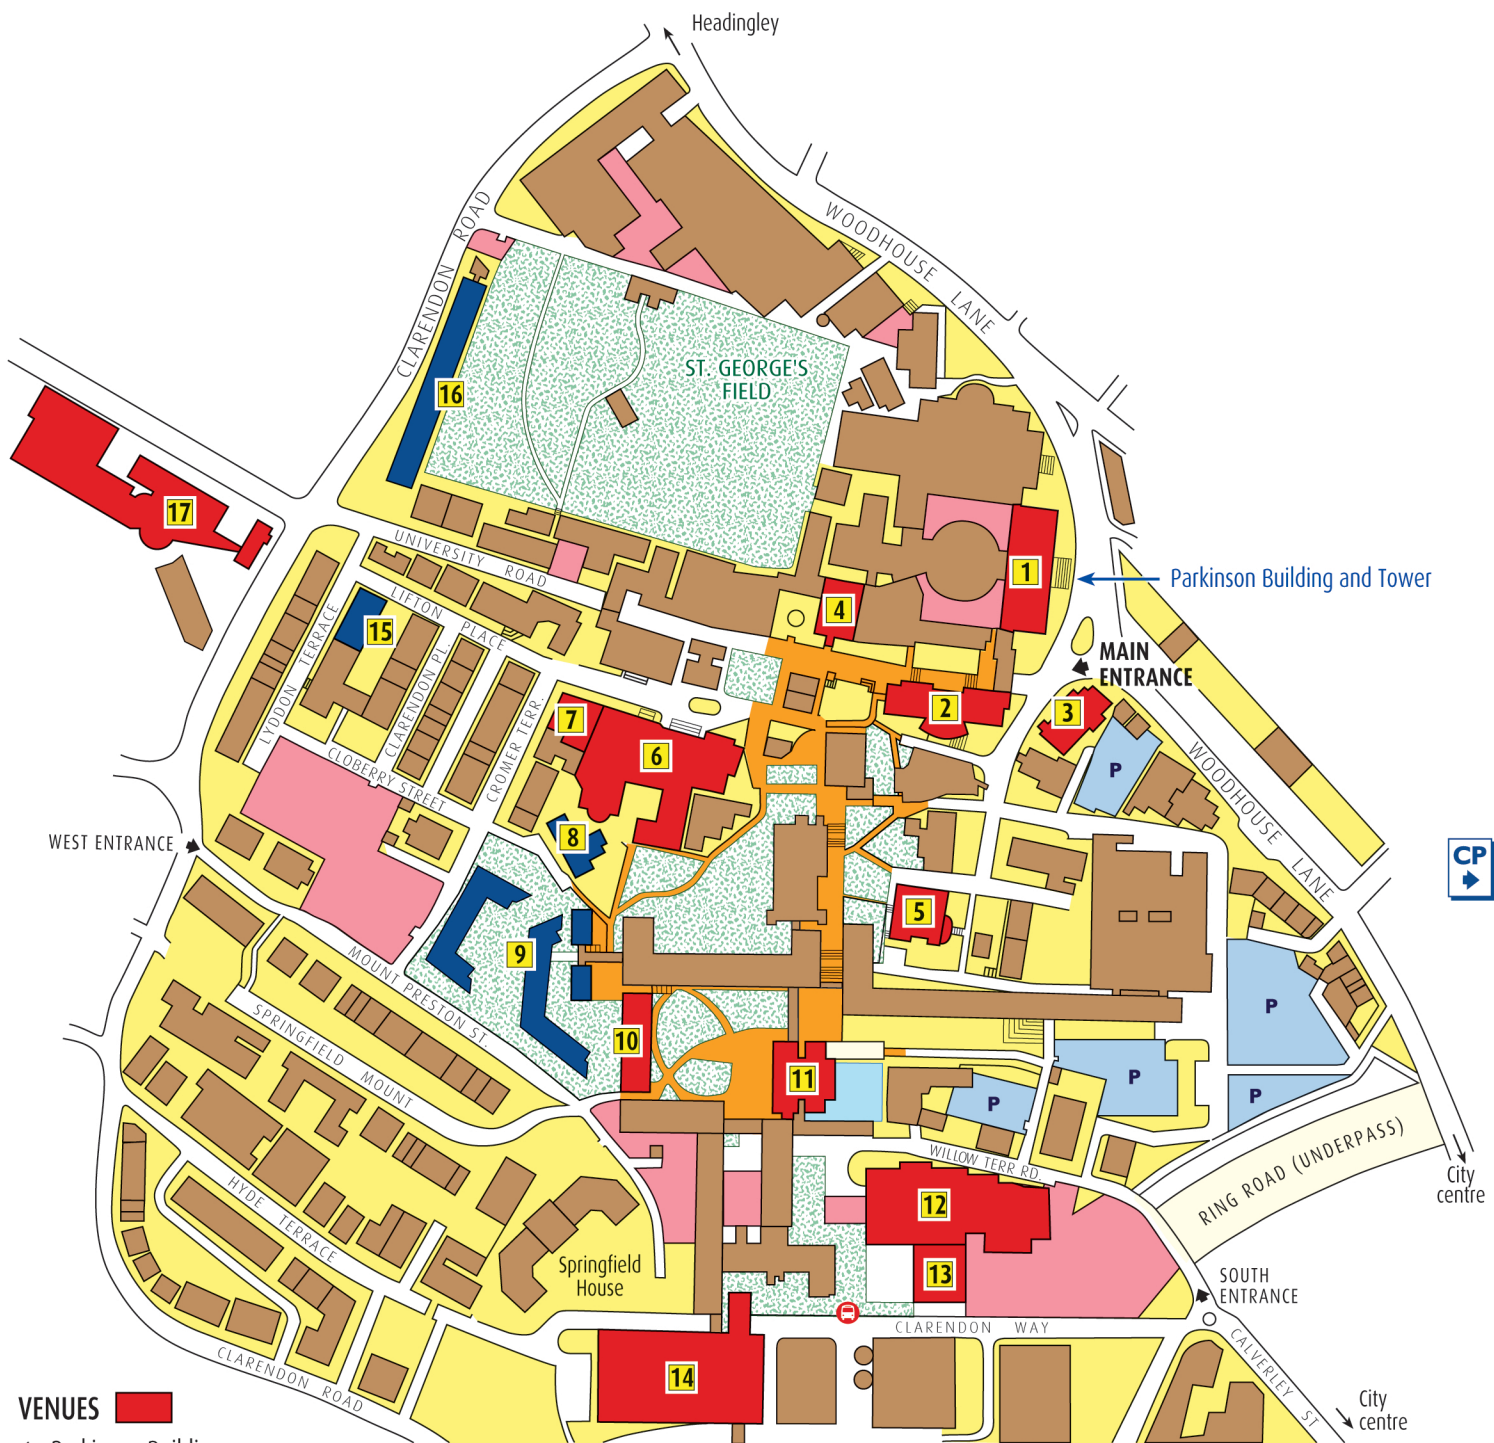 Headingley
CLARENDON ROAD
WOODHOUSE LANE
ST. GEORGE'S
FIELD
16
17
UNIVERSITY ROAD
1
Parkinson Building and Tower
4
LIFTON PLACE
15
LYDDON TERRACE
CLARENDON PL.
MAIN
ENTRANCE
2
3
7
6
CROMER TERR.
CLOBERRY STREET
P
WOODHOUSE LANE
8
WEST ENTRANCE
CP
5
9
MOUNT PRESTON ST.
P
SPRINGFIELD MOUNT
10
11
P
P
P
RING ROAD (UNDERPASS)
WILLOW TERR RD.
City
centre
12
HYDE TERRACE
Springfield
House
13
SOUTH
ENTRANCE
CLARENDON WAY
CALVERLEY ST
14
CLARENDON ROAD
City
centre
VENUES